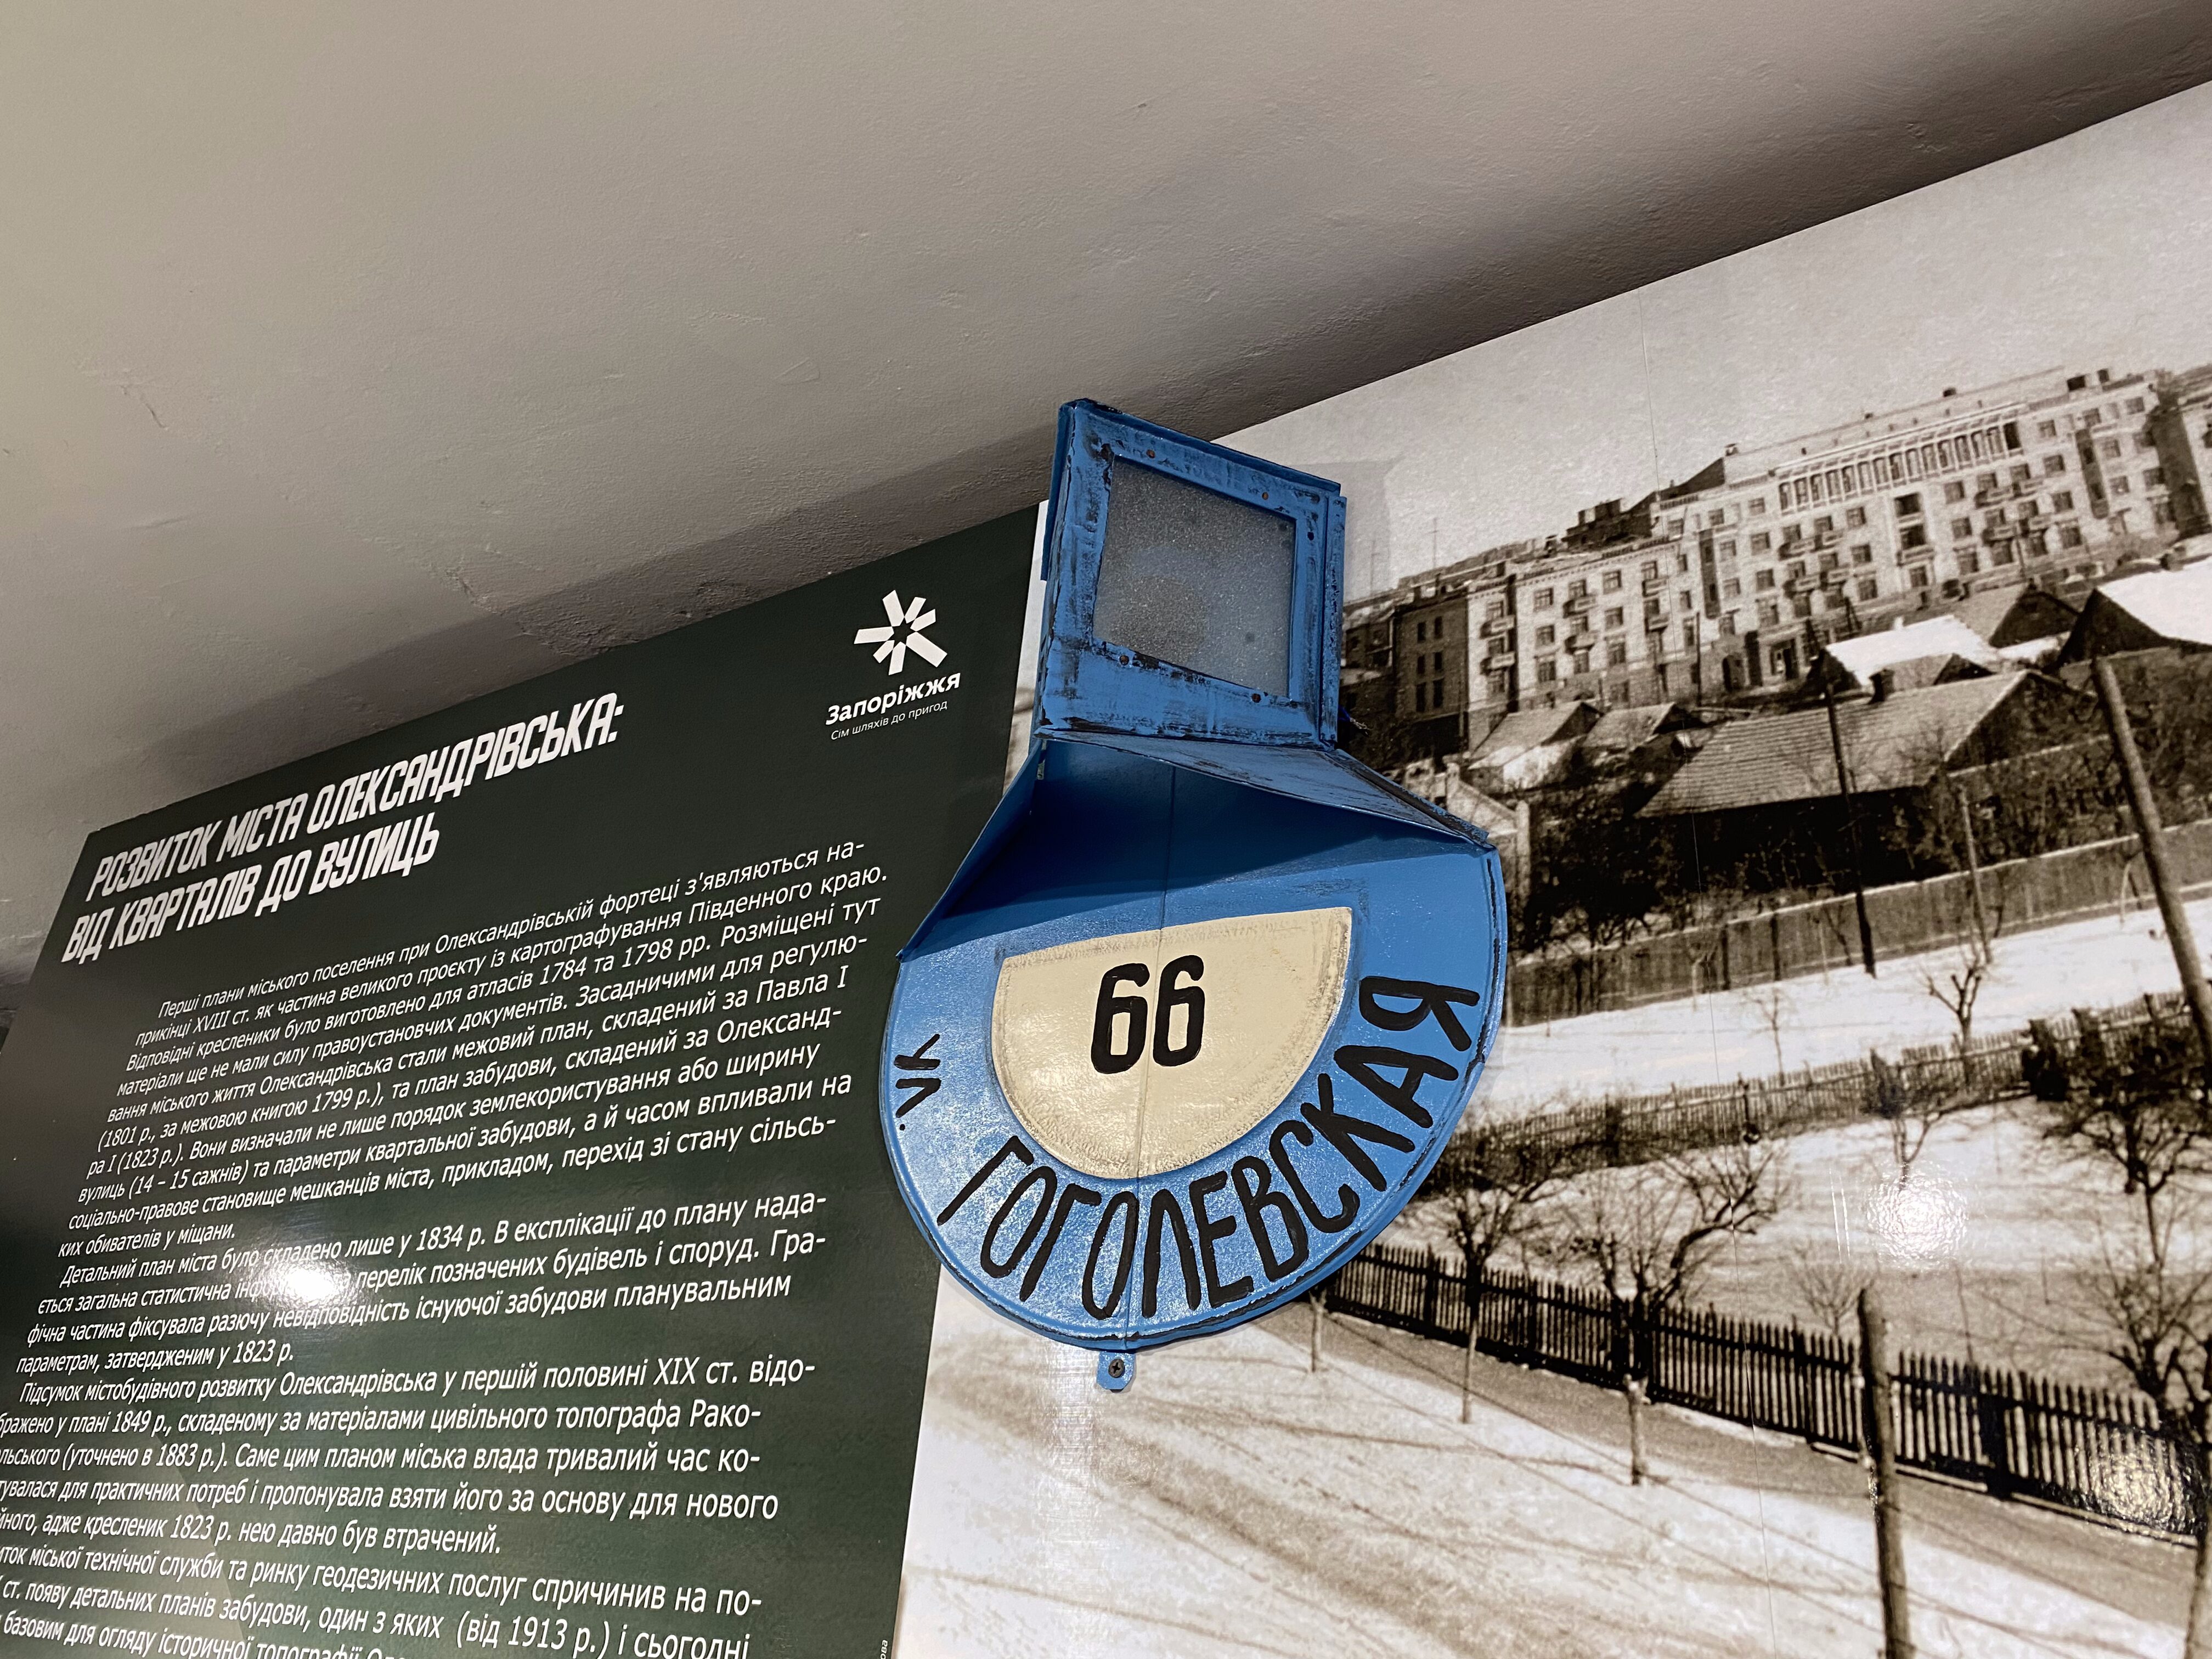 РОЗВИТОК МІСТА ОЛЕКСАНДРІВСЬКА:
ВІД КВАРТАЛІВ ДО ВУЛИЦЬ
Запоріжжя
Сім шляхів до пригод
Перші плани міського поселення при Олександрівській фортеці з'являються на-
прикінці XVIII ст. як частина великого проєкту із картографування Південного краю.
Відповідні кресленики було виготовлено для атласів 1784 та 1798 рр. Розміщені тут
матеріали ще не мали силу правоустановчих документів. Засадничими для регулю-
вання міського життя Олександрівська стали межовий план, складений за Павла І
(1801 р., за межовою книгою 1799 р.), та план забудови, складений за Олександ-
ра І (1823 р.). Вони визначали не лише порядок землекористування або ширину
вулиць (14 – 15 сажнів) та параметри квартальної забудови, а й часом впливали на
соціально-правове становище мешканців міста, прикладом, перехід зі стану сільсь-
ких обивателів у міщани.
Детальний план міста було складено лише у 1834 р. В експлікації до плану нада-
ється загальна статистична перелік позначених будівель і споруд. Гра-
фічна частина фіксувала разючу невідповідність існуючої забудови планувальним
параметрам, затвердженим у 1823 р.
Підсумок містобудівного розвитку Олександрівська у першій половині XIX ст. відо-
бражено у плані 1849 р., складеному за матеріалами цивільного топографа Рако-
льського (уточнено в 1883 р.). Саме цим планом міська влада тривалий час ко-
тувалася для практичних потреб і пропонувала взяти його за основу для нового
йного, адже кресленик 1823 р. нею давно був втрачений.
иток міської технічної служби та ринку геодезичних послуг спричинив на по-
ст. появу детальних планів забудови, один з яких (від 1913 р.) і сьогодні
базовим для огляду історичної топографії
66
УЛ. ГОГОЛЕВСКАЯ